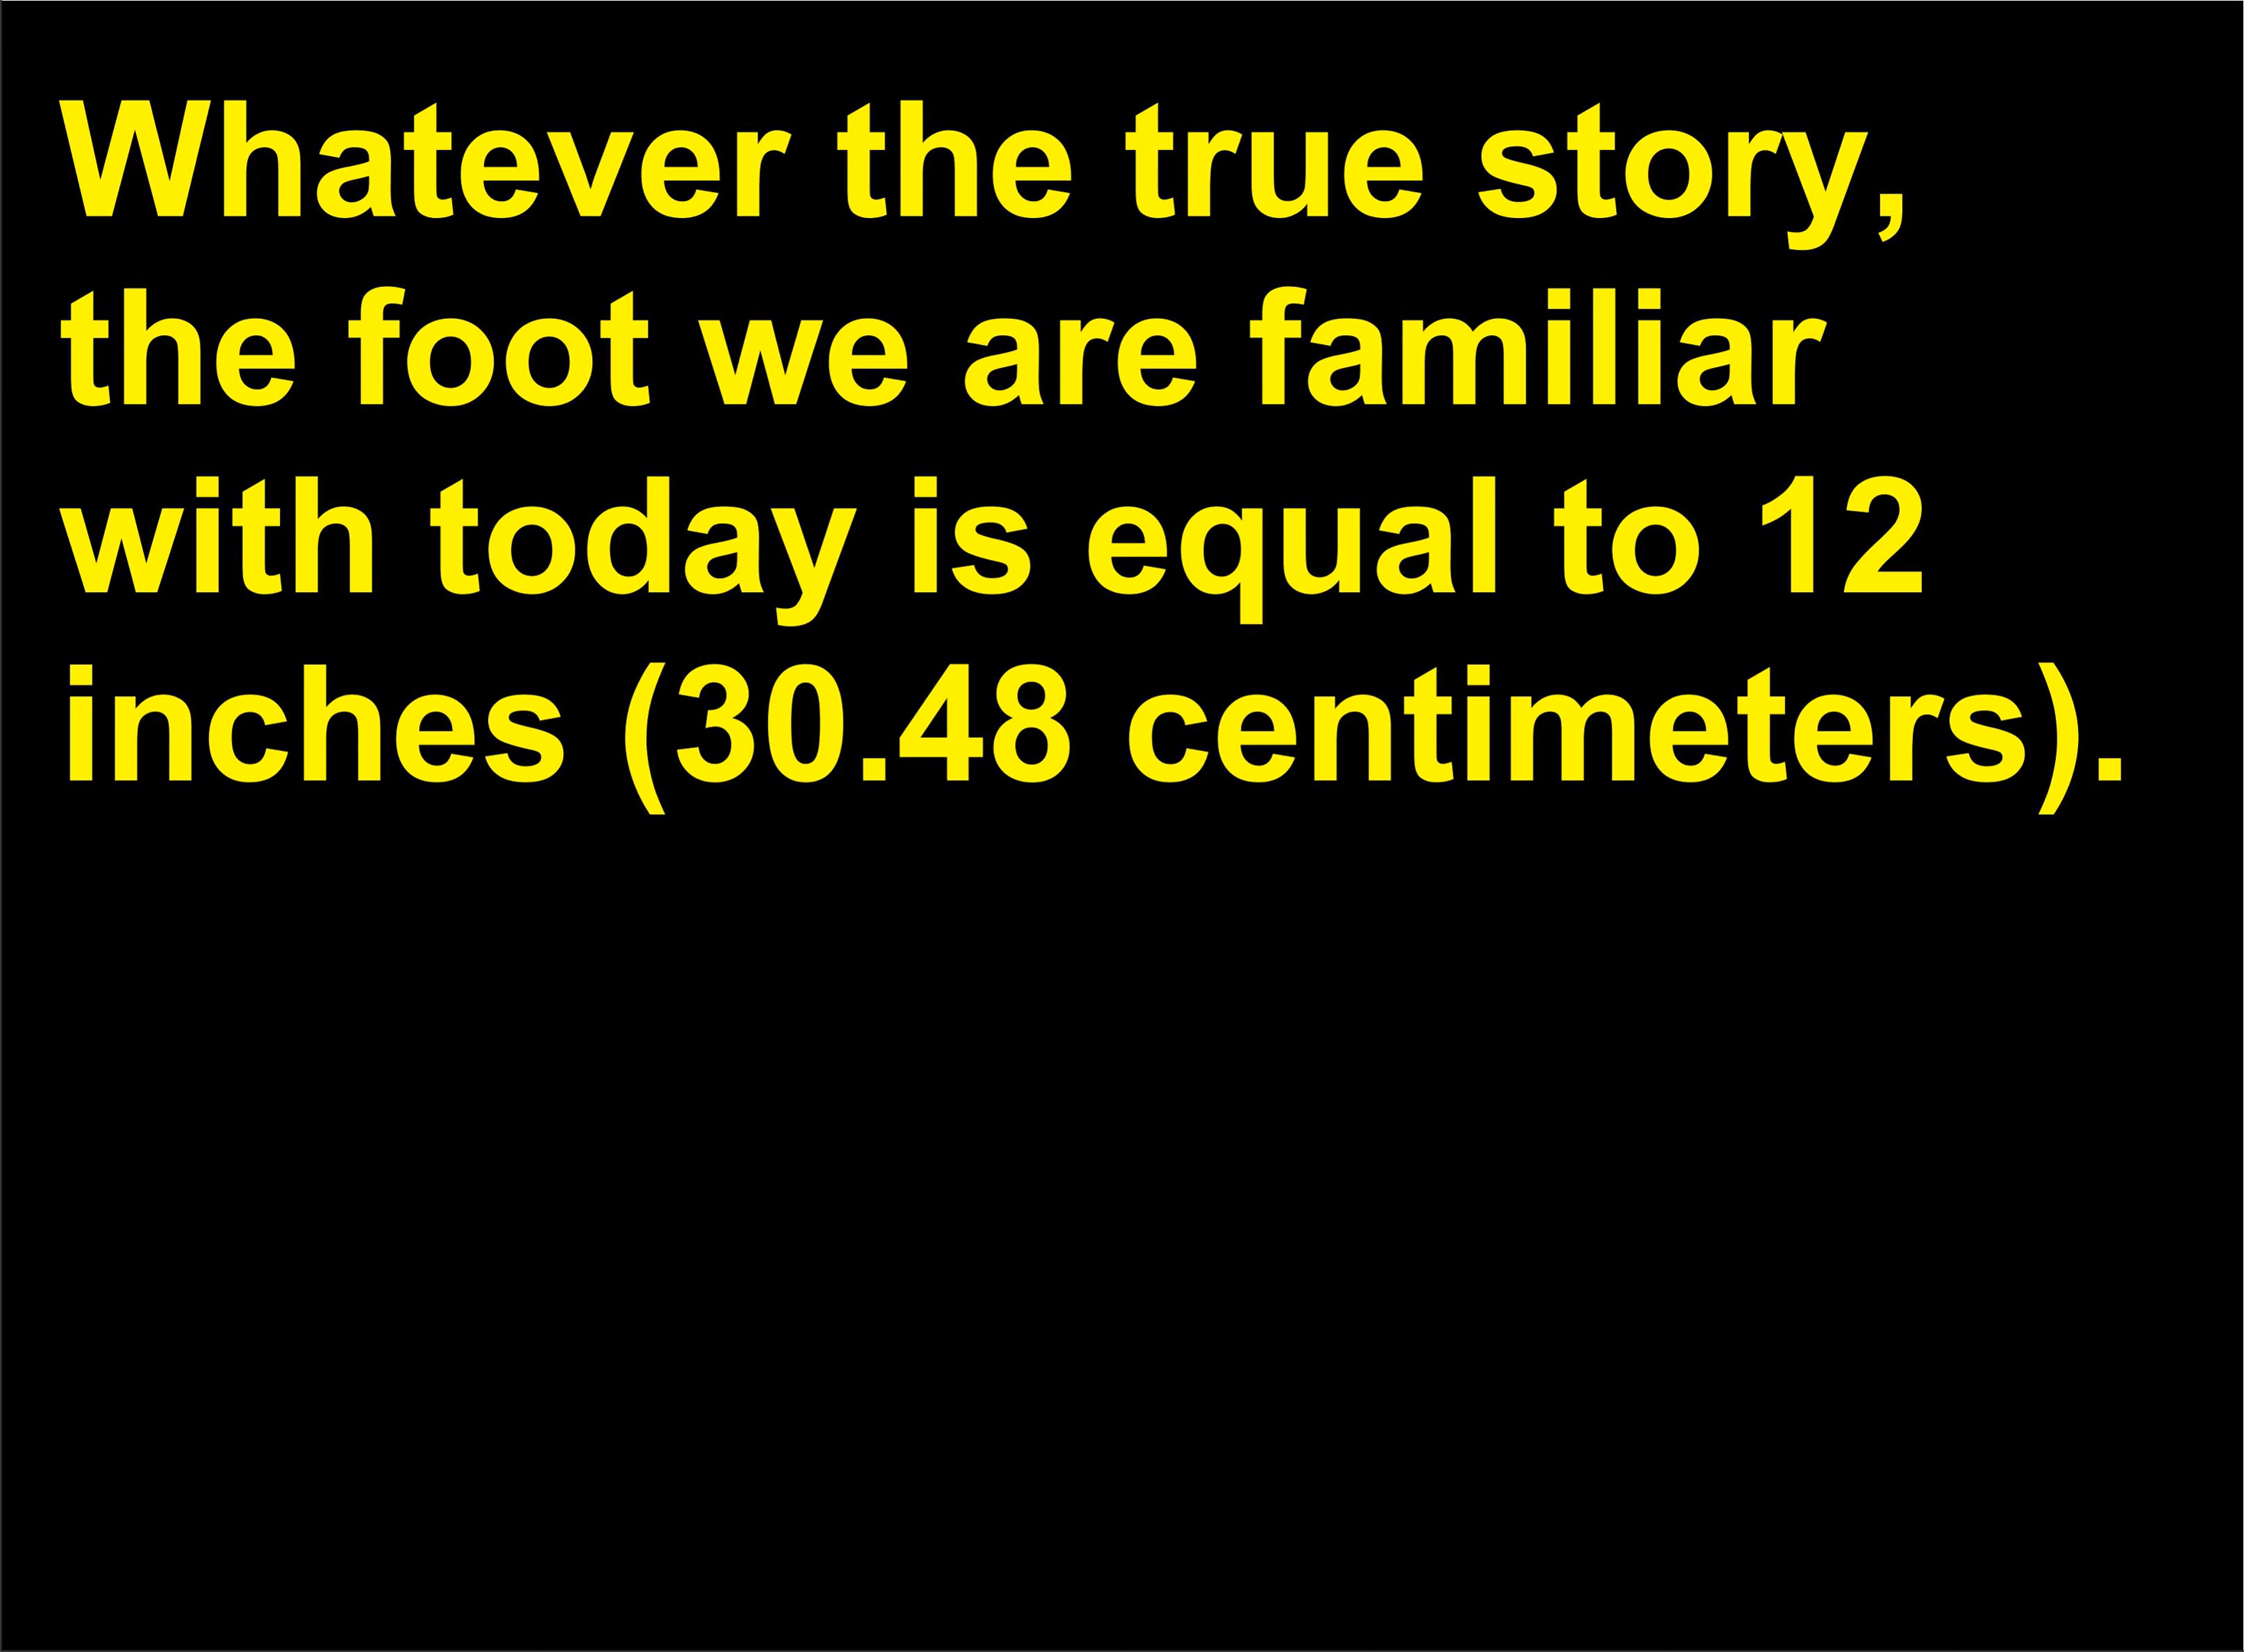 Whatever the true story,
the foot we are familiar
with today is equal to 12
inches (30.48 centimeters).